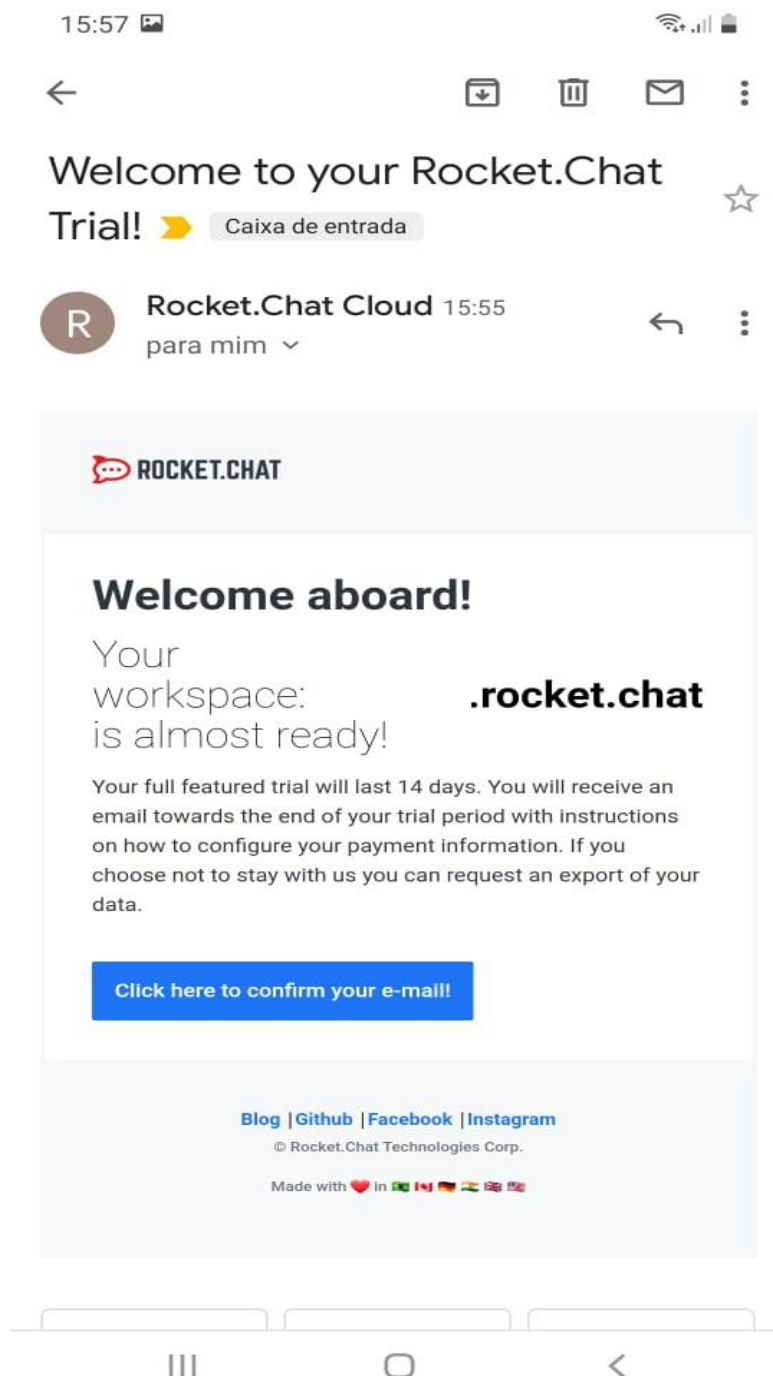 15:57
Welcome to your Rocket.Chat
Trial! Caixa de entrada
R
Rocket.Chat Cloud 15:55
para mim
ROCKET.CHAT
Welcome aboard!
Your
workspace: .rocket.chat
is almost ready!
Your full featured trial will last 14 days. You will receive an
email towards the end of your trial period with instructions
on how to configure your payment information. If you
choose not to stay with us you can request an export of your
data.
Click here to confirm your e-mail!
Blog |Github |Facebook |Instagram
© Rocket.Chat Technologies Corp.
Made with ❤️ in 🇧🇷 🇨🇦 🇩🇪 🇮🇳 🇬🇧 🇺🇸